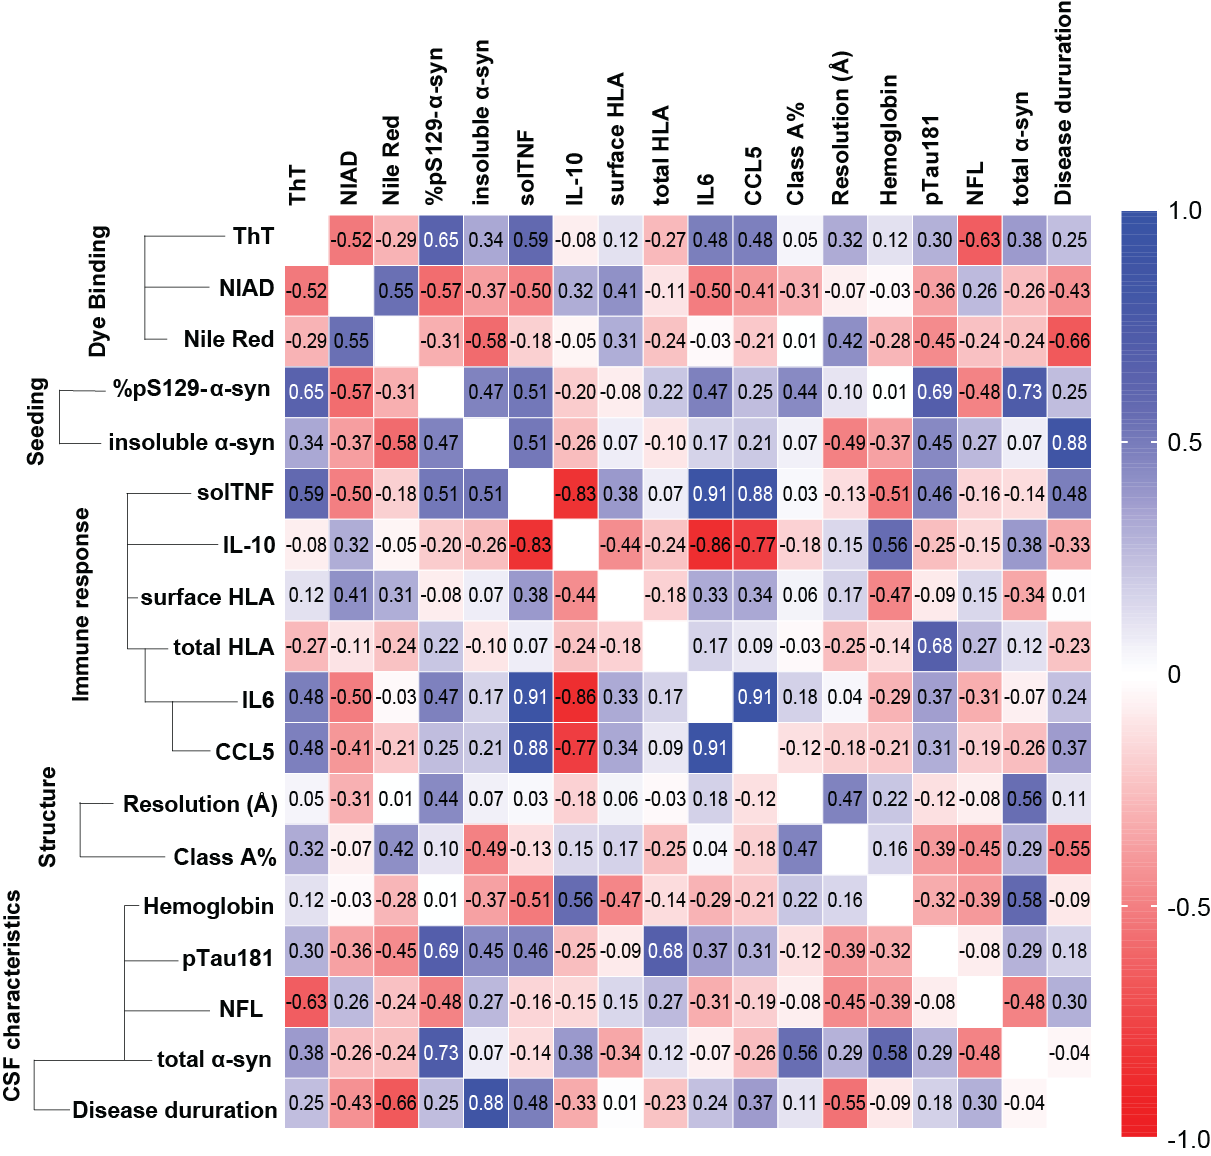 ThT NIAD Nile Red %pS129-α-syn insoluble α-syn solTNF IL-10 surface HLA total HLA IL6 CCL5 Class A% Resolution (Å) Hemoglobin pTau181 NFL total α-syn Disease dururation
Dye Binding
ThT -0.52 -0.29 0.65 0.34 0.59 -0.08 0.12 -0.27 0.48 0.48 0.05 0.32 0.12 0.30 -0.63 0.38 0.25
NIAD -0.52 0.55 -0.57 -0.37 -0.50 0.32 0.41 -0.11 -0.50 -0.41 -0.31 -0.07 -0.03 -0.36 0.26 -0.26 -0.43
Nile Red -0.29 0.55 -0.31 -0.58 -0.18 -0.05 0.31 -0.24 -0.03 -0.21 0.01 0.42 -0.28 -0.45 -0.24 -0.24 -0.66
Seeding
%pS129-α-syn 0.65 -0.57 -0.31 0.47 0.51 -0.20 -0.08 0.22 0.47 0.25 0.44 0.10 0.01 0.69 -0.48 0.73 0.25
insoluble α-syn 0.34 -0.37 -0.58 0.47 0.51 -0.26 0.07 -0.10 0.17 0.21 0.07 -0.49 -0.37 0.45 0.27 0.07 0.88
Immune response
solTNF 0.59 -0.50 -0.18 0.51 0.51 -0.83 0.38 0.07 0.91 0.88 0.03 -0.13 -0.51 0.46 -0.16 -0.14 0.48
IL-10 -0.08 0.32 -0.05 -0.20 -0.26 -0.83 -0.44 -0.24 -0.86 -0.77 -0.18 0.15 0.56 -0.25 -0.15 0.38 -0.33
surface HLA 0.12 0.41 0.31 -0.08 0.07 0.38 -0.44 -0.18 0.33 0.34 0.06 0.17 -0.47 -0.09 0.15 -0.34 0.01
total HLA -0.27 -0.11 -0.24 0.22 -0.10 0.07 -0.24 -0.18 0.17 0.09 -0.03 -0.25 -0.14 0.68 0.27 0.12 -0.23
IL6 0.48 -0.50 -0.03 0.47 0.17 0.91 -0.86 0.33 0.17 0.91 0.18 0.04 -0.29 0.37 -0.31 -0.07 0.24
CCL5 0.48 -0.41 -0.21 0.25 0.21 0.88 -0.77 0.34 0.09 0.91 -0.12 -0.18 -0.21 0.31 -0.19 -0.26 0.37
Structure
Resolution (Å) 0.05 -0.31 0.01 0.44 0.07 0.03 -0.18 0.06 -0.03 0.18 -0.12 0.47 0.22 -0.12 -0.08 0.56 0.11
Class A% 0.32 -0.07 0.42 0.10 -0.49 -0.13 0.15 0.17 -0.25 0.04 -0.18 0.47 0.16 -0.39 -0.45 0.29 -0.55
CSF characteristics
Hemoglobin 0.12 -0.03 -0.28 0.01 -0.37 -0.51 0.56 -0.47 -0.14 -0.29 -0.21 0.22 0.16 -0.32 -0.39 0.58 -0.09
pTau181 0.30 -0.36 -0.45 0.69 0.45 0.46 -0.25 -0.09 0.68 0.37 0.31 -0.12 -0.39 -0.32 -0.08 0.29 0.18
NFL -0.63 0.26 -0.24 -0.48 0.27 -0.16 -0.15 0.15 0.27 -0.31 -0.19 -0.08 -0.45 -0.39 -0.08 -0.48 0.30
total α-syn 0.38 -0.26 -0.24 0.73 0.07 -0.14 0.38 -0.34 0.12 -0.07 -0.26 0.56 0.29 0.58 0.29 -0.48 -0.04
Disease dururation 0.25 -0.43 -0.66 0.25 0.88 0.48 -0.33 0.01 -0.23 0.24 0.37 0.11 -0.55 -0.09 0.18 0.30 -0.04
1.0
0.5
0
-0.5
-1.0